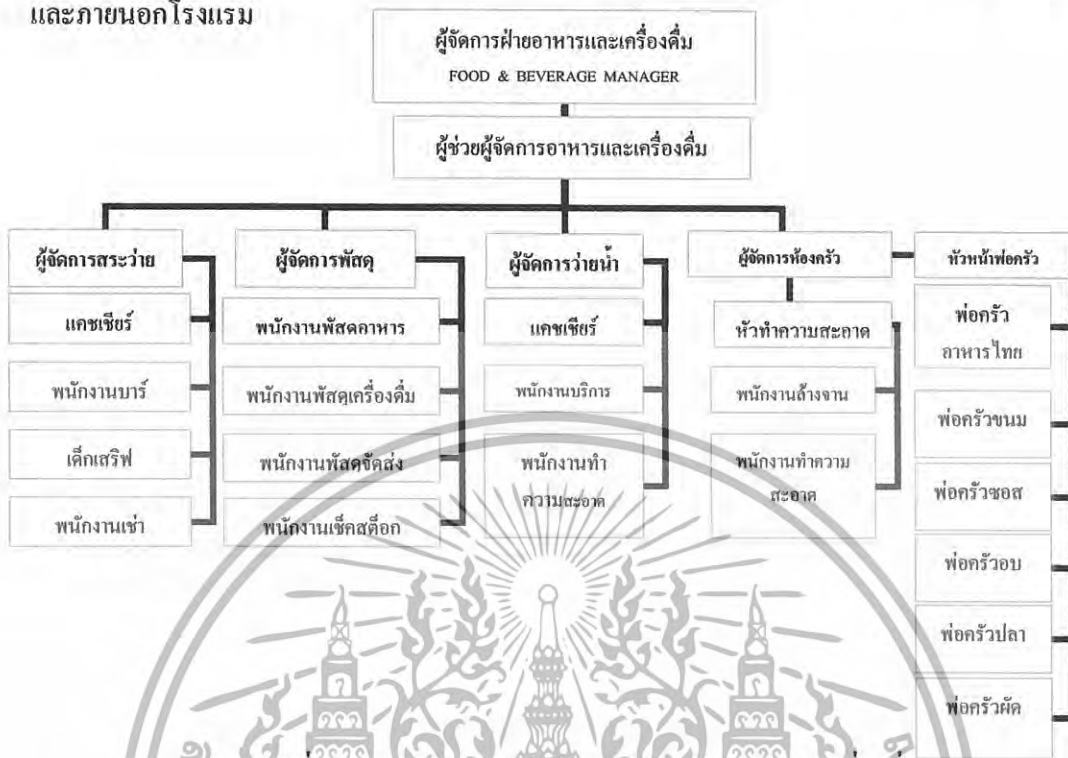 และภายนอกโรงแรม
ผู้จัดการฝ่ายอาหารและเครื่องดื่ม
FOOD & BEVERAGE MANAGER
ผู้ช่วยผู้จัดการอาหารและเครื่องดื่ม
ผู้จัดการสระว่าย
แคชเชียร์
พนักงานบาร์
เด็กเสริฟ
พนักงานเช่า
ผู้จัดการพัสดุ
พนักงานพัสดอาหาร
พนักงานพัสดุเครื่องดื่ม
พนักงานพัสดุจัดส่ง
พนักงานเช็คสต็อก
ผู้จัดการว่ายน้ำ
แคชเชียร์
พนักงานบริการ
พนักงานทำ
ความสะอาด
ผู้จัดการห้องครัว
หัวทำความสะอาด
พนักงานล้างจาน
พนักงานทำความ
สะอาด
หัวหน้าพ่อครัว
พ่อครัว
อาหารไทย
พ่อครัวขนม
พ่อครัวซอส
พ่อครัวอบ
พ่อครัวปลา
พ่อครัวผัด